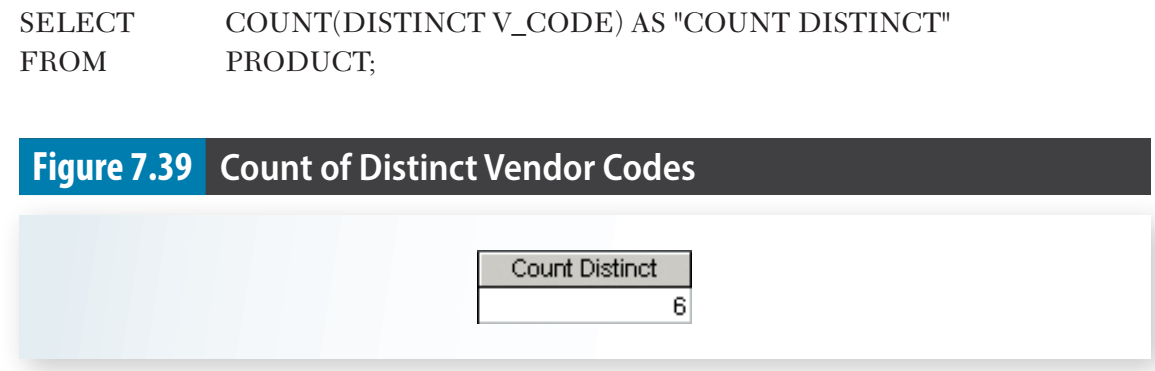 SELECT COUNT(DISTINCT V_CODE) AS "COUNT DISTINCT"
FROM PRODUCT;
Figure 7.39 Count of Distinct Vendor Codes
Count Distinct
6